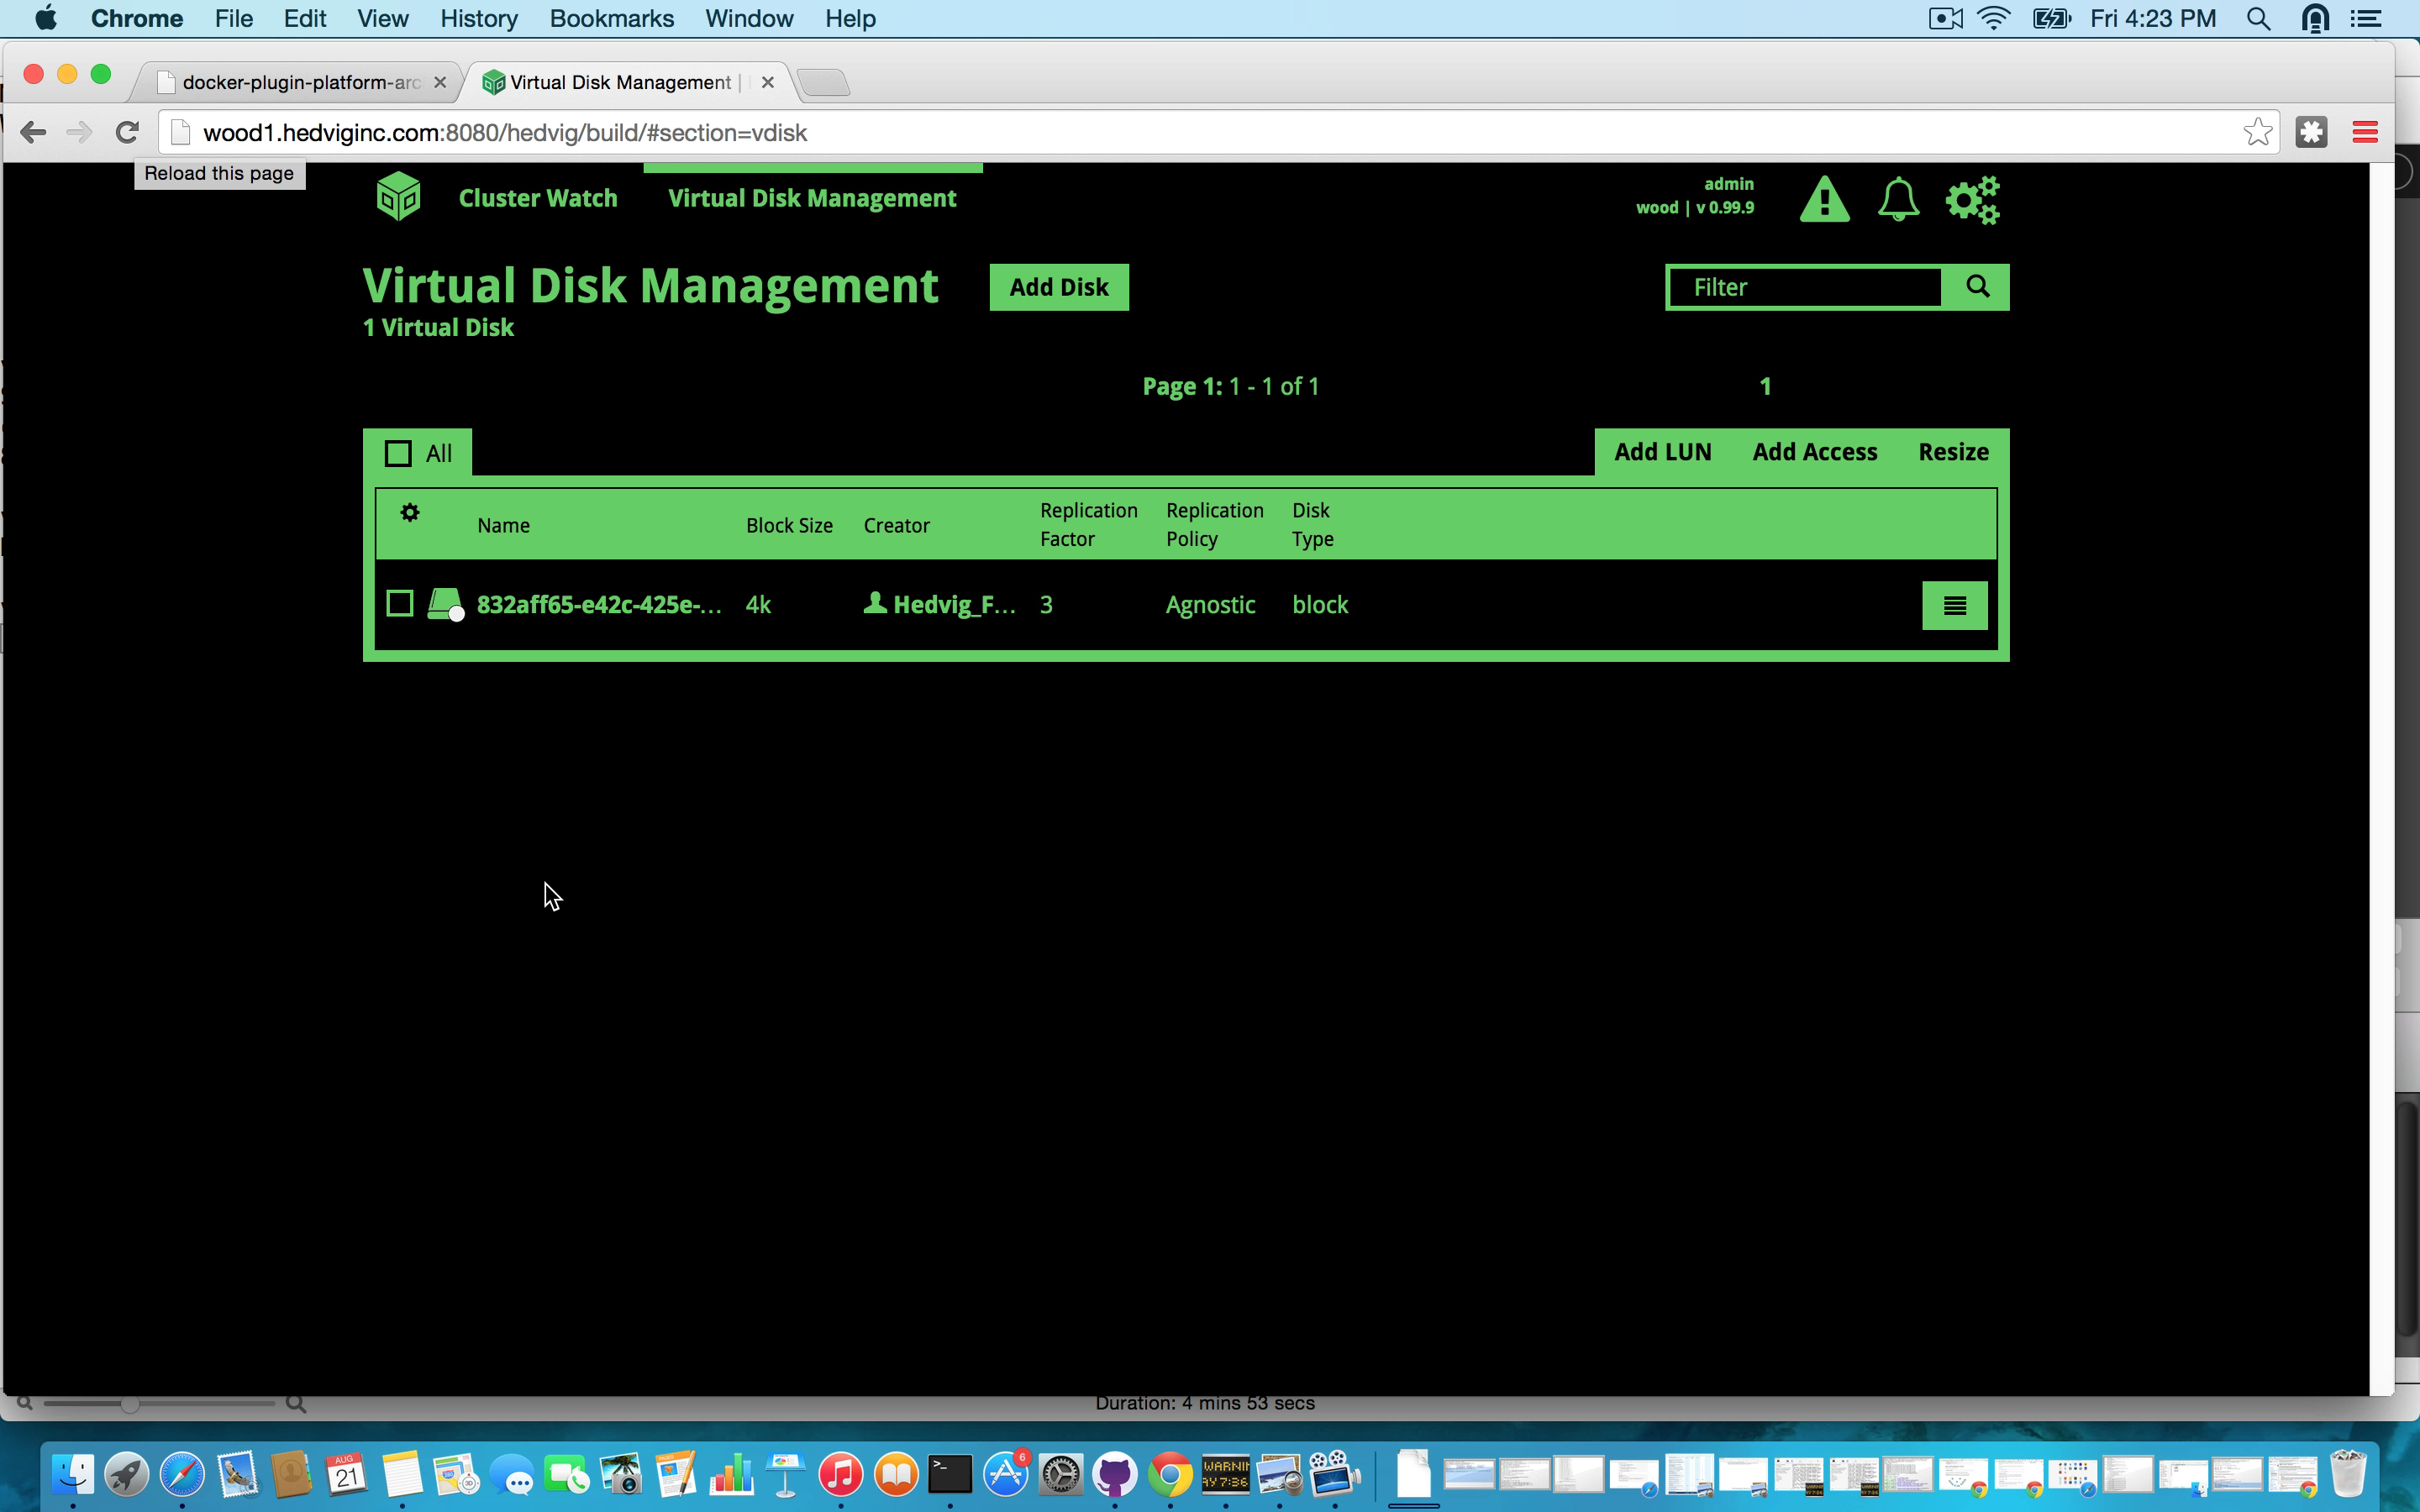 Chrome File Edit View History Bookmarks Window Help Fri 4:23 PM
docker-plugin-platform-arc Virtual Disk Management |
wood1.hedviginc.com:8080/hedvig/build/#section=vdisk
Reload this page
Cluster Watch Virtual Disk Management
admin
wood | v 0.99.9
Virtual Disk Management Add Disk Filter
1 Virtual Disk
Page 1: 1 - 1 of 1 1
All Add LUN Add Access Resize
Name Block Size Creator Replication Factor Replication Policy Disk Type
832aff65-e42c-425e-... 4k Hedvig_F... 3 Agnostic block
Duration: 4 mins 53 secs
AUG
21
6
WARNIN
AY 7:36